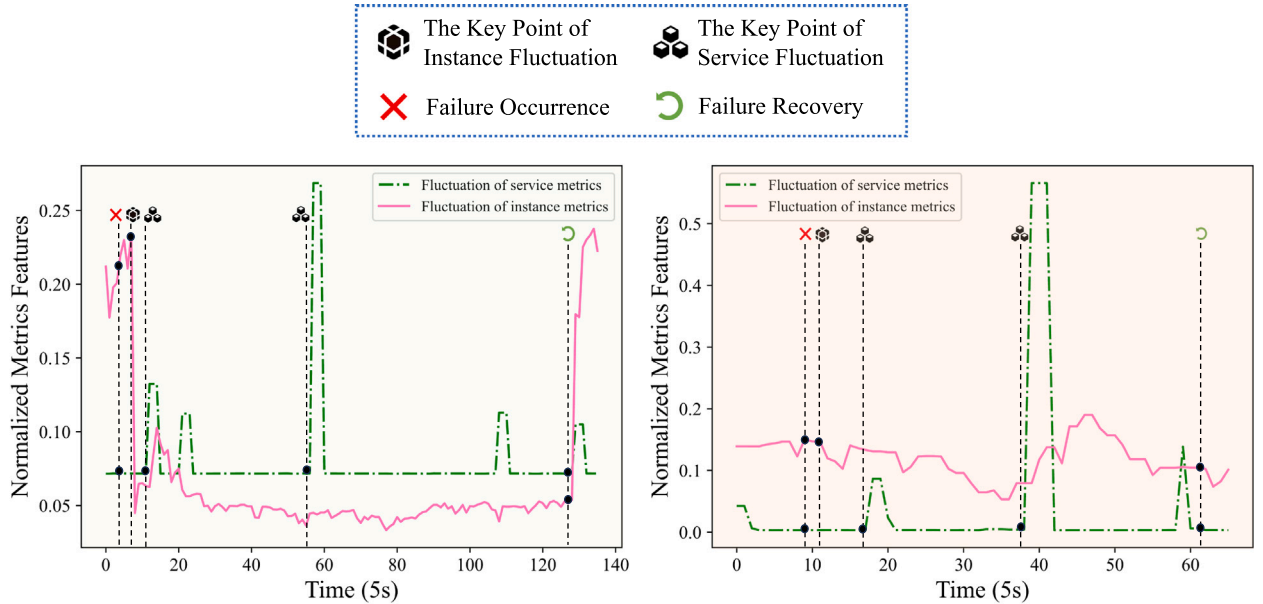 The Key Point of
Instance Fluctuation
The Key Point of
Service Fluctuation
Failure Occurrence
Failure Recovery
Normalized Metrics Features
0.25
0.20
0.15
0.10
0.05
Fluctuation of service metrics
Fluctuation of instance metrics
0 20 40 60 80 100 120 140
Time (5s)
Normalized Metrics Features
0.5
0.4
0.3
0.2
0.1
0.0
Fluctuation of service metrics
Fluctuation of instance metrics
0 10 20 30 40 50 60
Time (5s)